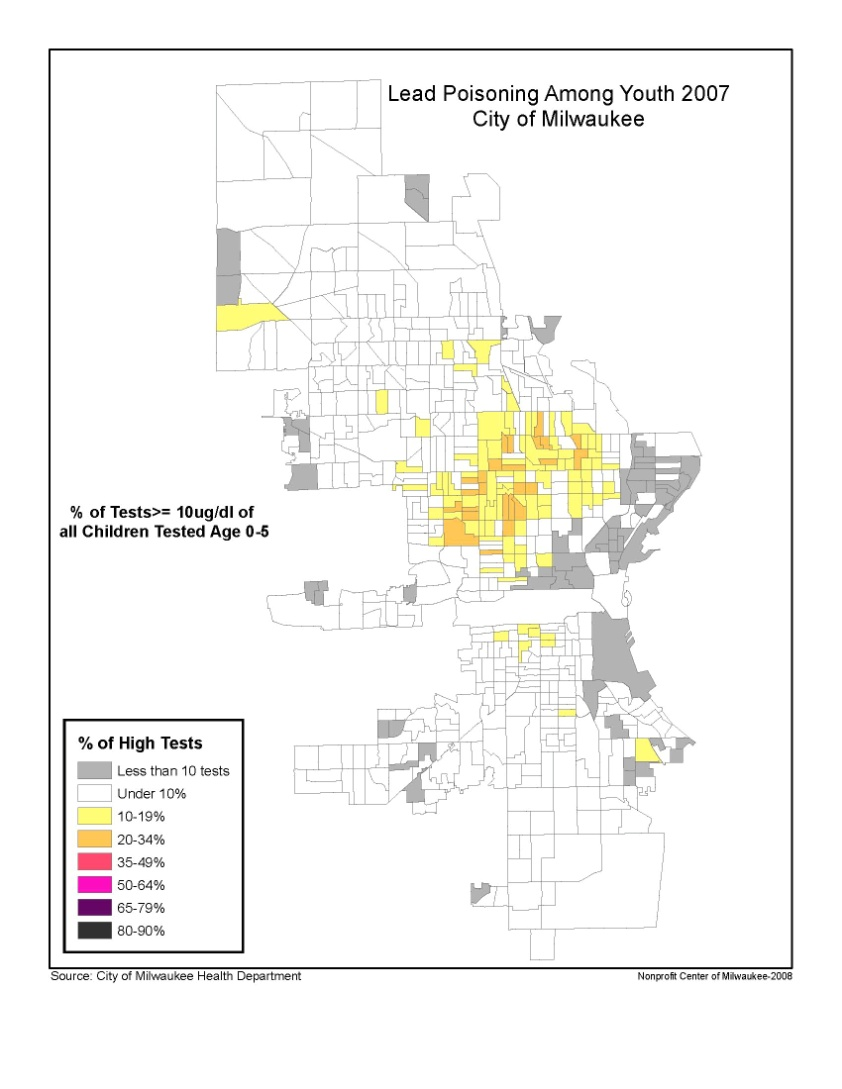 Lead Poisoning Among Youth 2007
City of Milwaukee
% of Tests>= 10ug/dl of
all Children Tested Age 0-5
% of High Tests
Less than 10 tests
Under 10%
10-19%
20-34%
35-49%
50-64%
65-79%
80-90%
Source: City of Milwaukee Health Department
Nonprofit Center of Milwaukee-2008